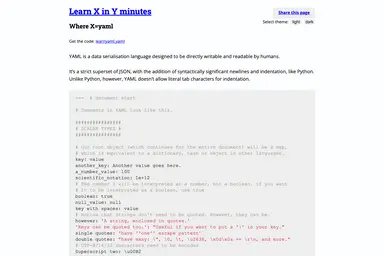 Learn X in Y minutes
Share this page
Select theme: light dark
Where X=yaml
Get the code: learnyaml.yaml
YAML is a data serialisation language designed to be directly writable and readable by humans.
It's a strict superset of JSON, with the addition of syntactically significant newlines and indentation, like Python.
Unlike Python, however, YAML doesn't allow literal tab characters for indentation.
--- # document start
# Comments in YAML look like this.
################
# SCALAR TYPES #
################
# Our root object (which continues for the entire document) will be a map,
# which is equivalent to a dictionary, hash or object in other languages.
key: value
another_key: Another value goes here.
a_number_value: 100
scientific_notation: 1e+12
# The number 1 will be interpreted as a number, not a boolean. If you want
# it to be interpreted as a boolean, use true
boolean: true
null_value: null
key with spaces: value
# Notice that strings don't need to be quoted. However, they can be.
however: 'A string, enclosed in quotes.'
'Keys can be quoted too.': "Useful if you want to put a ':' in your key."
single quotes: 'have ''one'' escape pattern'
double quotes: "have many: \", \0, \t, \u263A, \x0d\x0a == \r\n, and more."
# UTF-8/16/32 characters need to be encoded
Superscript two: \u00B2